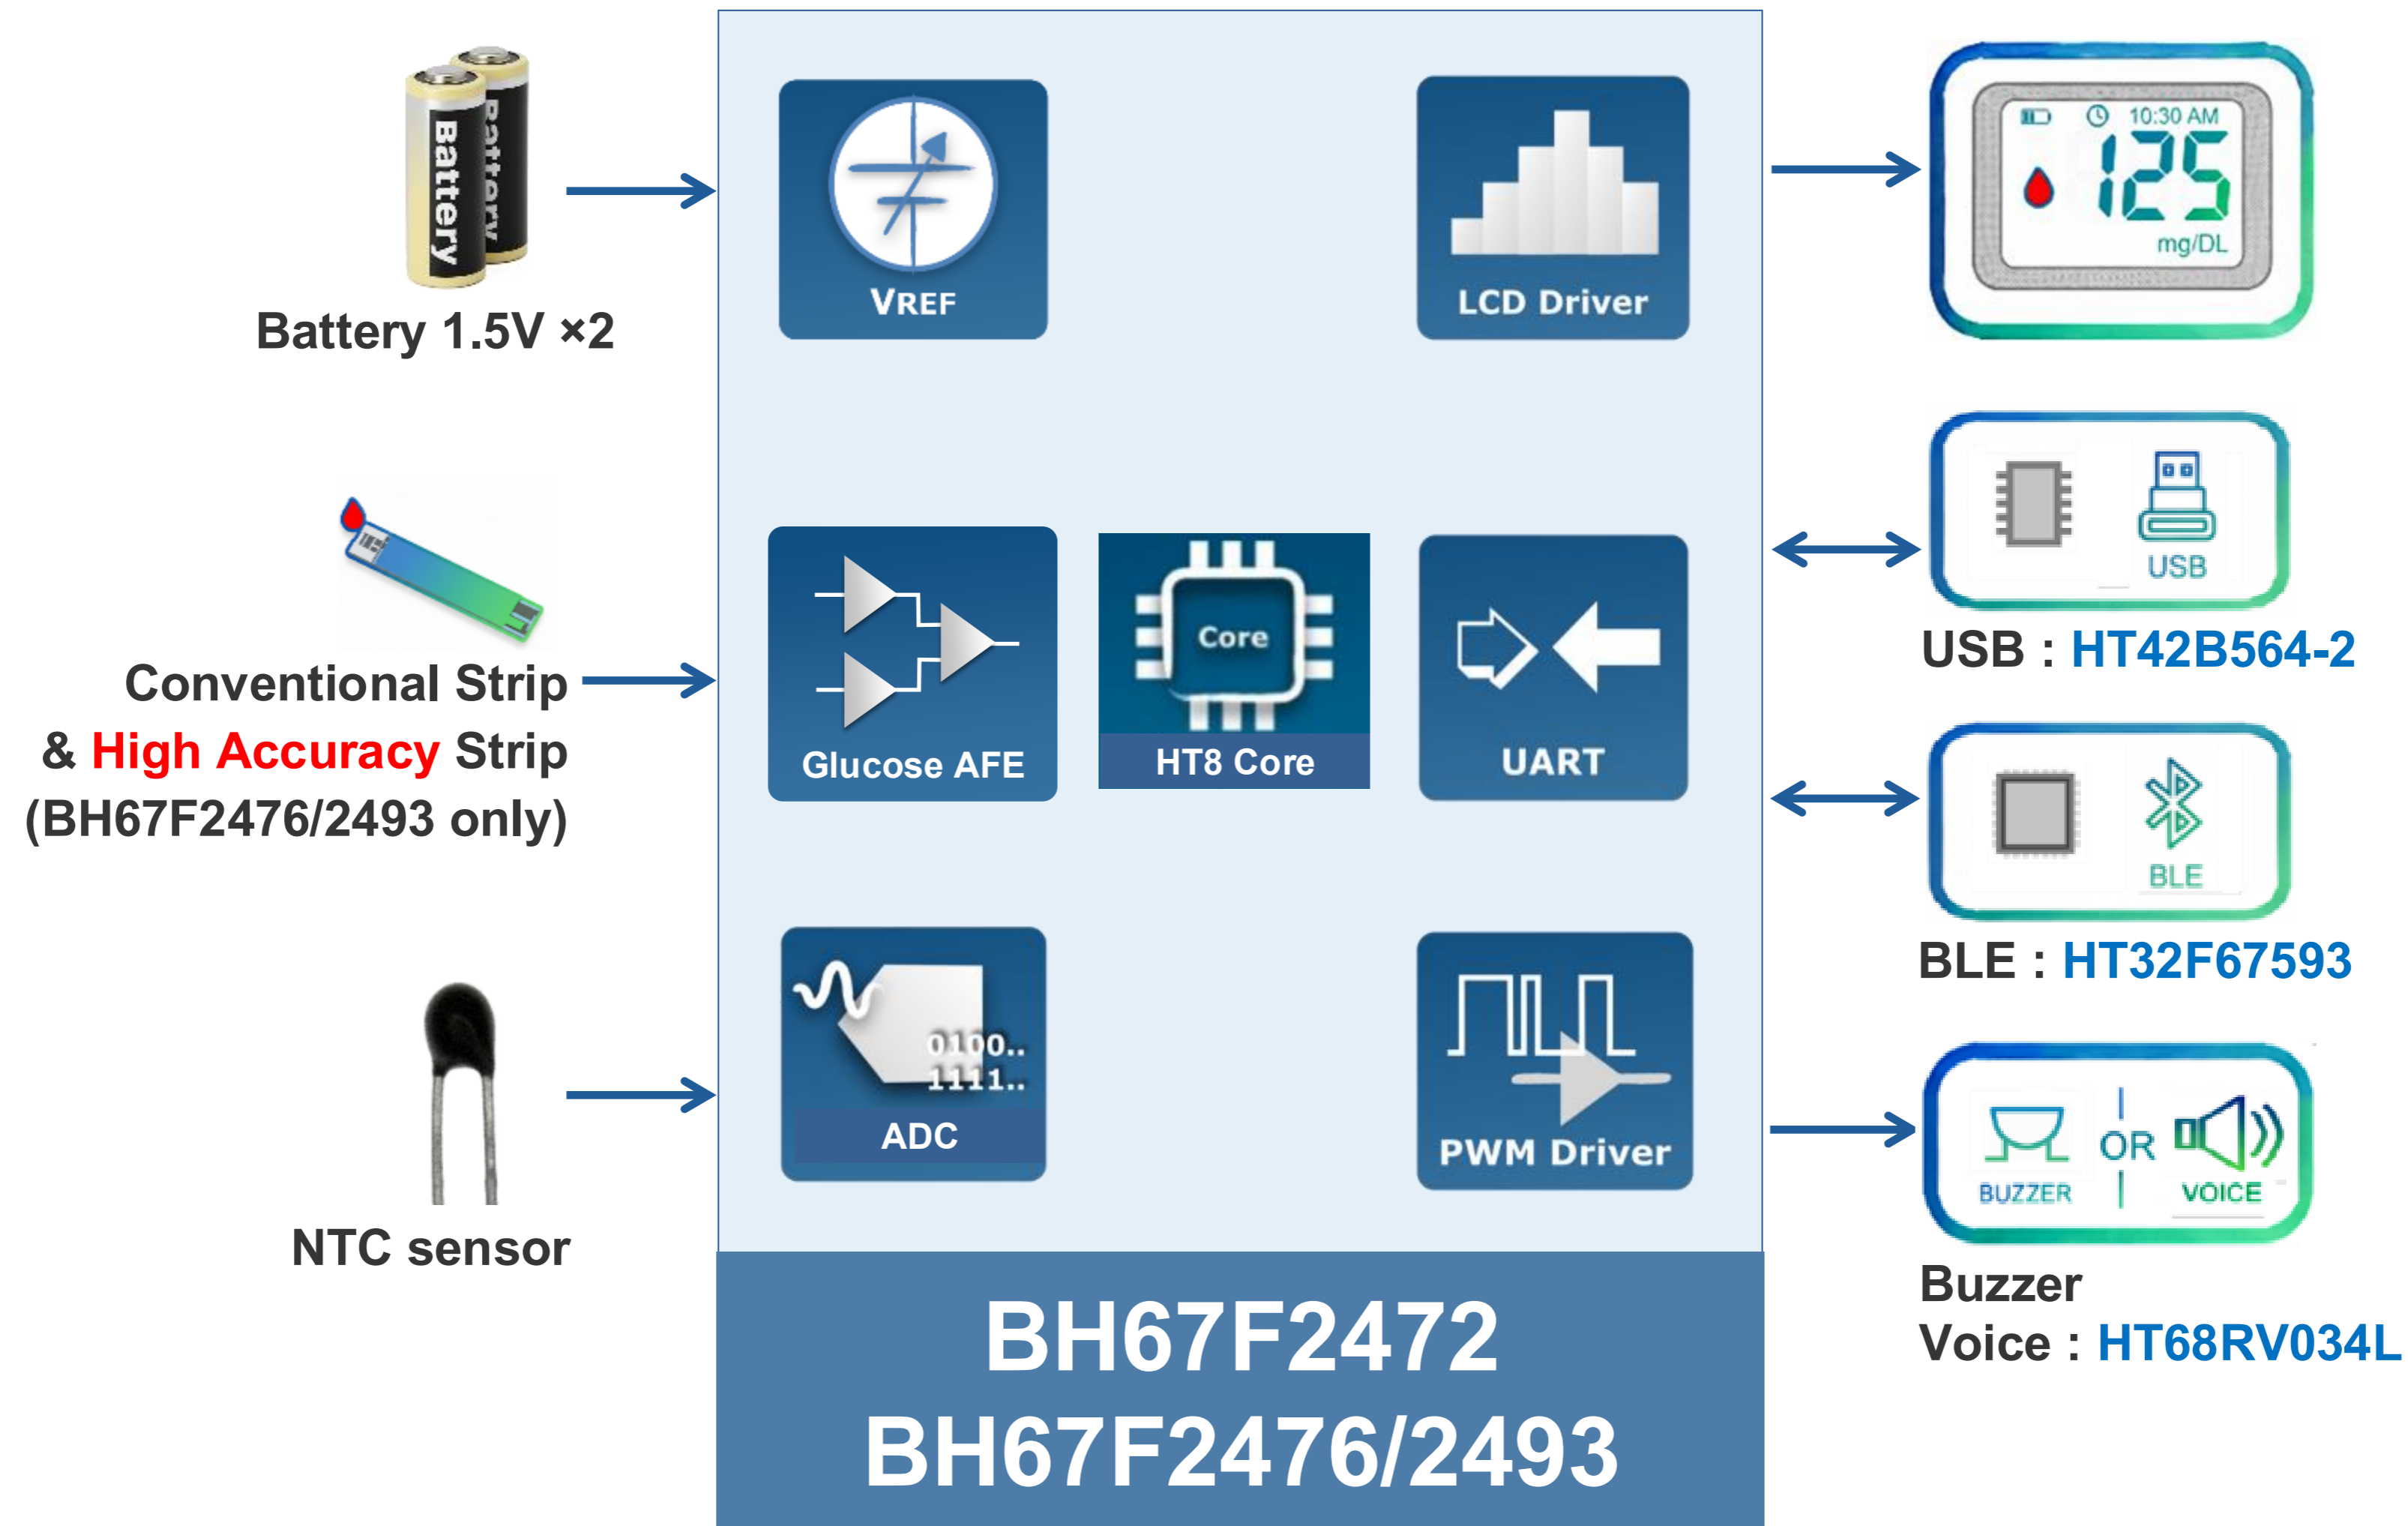 Battery
Battery
Battery 1.5V ×2
Conventional Strip
& High Accuracy Strip
(BH67F2476/2493 only)
NTC sensor
VREF
LCD Driver
Glucose AFE
Core
HT8 Core
UART
0100..
1111..
ADC
PWM Driver
BH67F2472
BH67F2476/2493
10:30 AM
125
mg/DL
USB
USB : HT42B564-2
BLE
BLE : HT32F67593
BUZZER
OR
VOICE
Buzzer
Voice : HT68RV034L